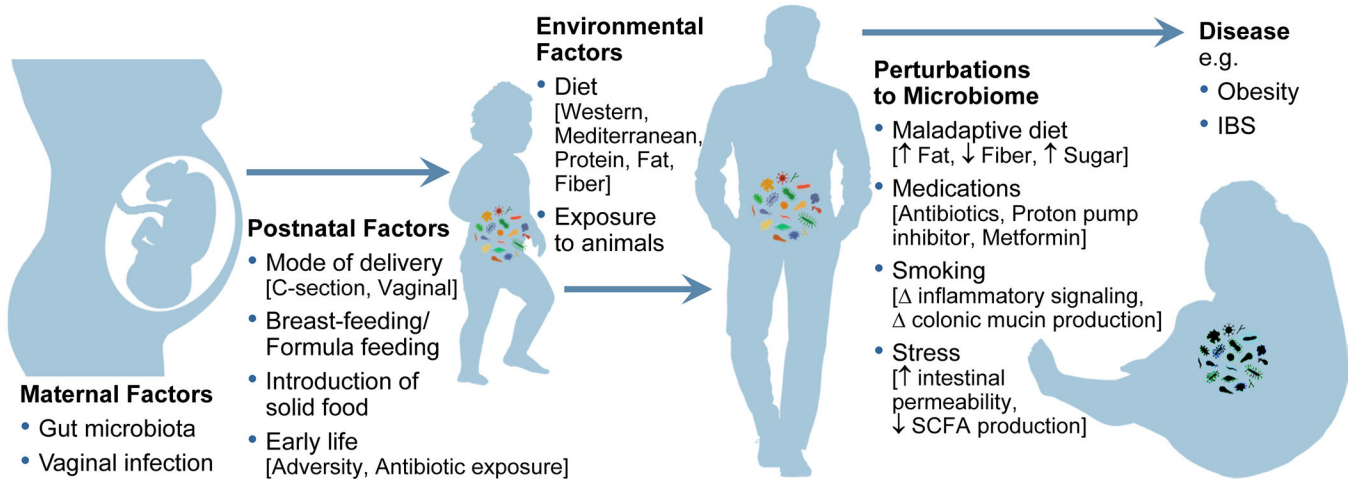 Maternal Factors
• Gut microbiota
• Vaginal infection
Postnatal Factors
• Mode of delivery
[C-section, Vaginal]
• Breast-feeding/
Formula feeding
• Introduction of
solid food
• Early life
[Adversity, Antibiotic exposure]
Environmental
Factors
• Diet
[Western,
Mediterranean,
Protein, Fat,
Fiber]
• Exposure
to animals
Perturbations
to Microbiome
• Maladaptive diet
[↑ Fat, ↓ Fiber, ↑ Sugar]
• Medications
[Antibiotics, Proton pump
inhibitor, Metformin]
• Smoking
[Δ inflammatory signaling,
Δ colonic mucin production]
• Stress
[↑ intestinal
permeability,
↓ SCFA production]
Disease
e.g.
• Obesity
• IBS